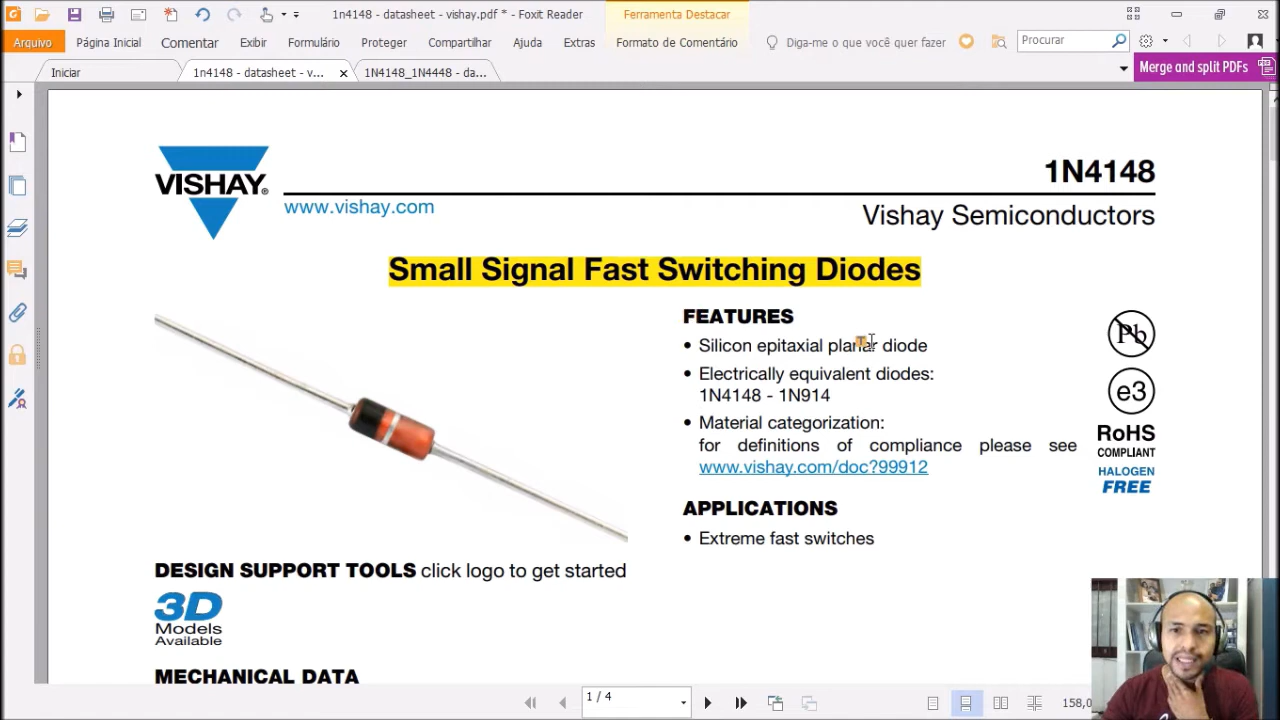 1n4148 - datasheet - vishay.pdf * - Foxit Reader
Ferramenta Destacar
Arquivo
Página Inicial
Comentar
Exibir
Formulário
Proteger
Compartilhar
Ajuda
Extras
Formato de Comentário
Diga-me o que você quer fazer
Procurar
Iniciar
1n4148 - datasheet - v...
1N4148_1N4448 - da...
Merge and split PDFs
VISHAY®
www.vishay.com
1N4148
Vishay Semiconductors
Small Signal Fast Switching Diodes
FEATURES
• Silicon epitaxial planar diode
• Electrically equivalent diodes:
1N4148 - 1N914
• Material categorization:
for definitions of compliance please see
www.vishay.com/doc?99912
Pb
e3
RoHS
COMPLIANT
HALOGEN
FREE
APPLICATIONS
• Extreme fast switches
DESIGN SUPPORT TOOLS click logo to get started
3D
Models
Available
MECHANICAL DATA
1 / 4
158,0